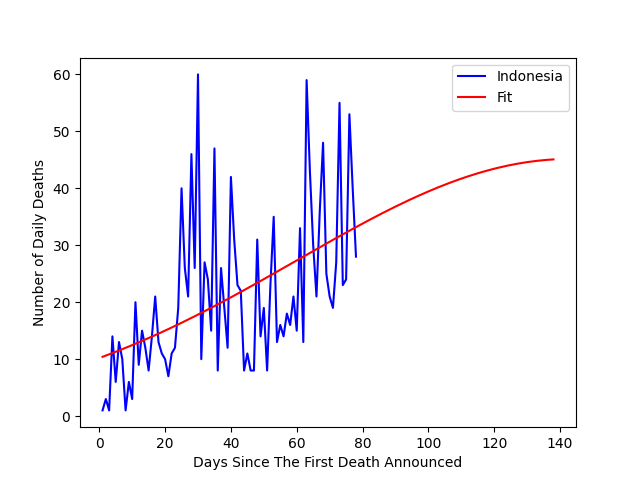 Indonesia
Fit
60
50
40
30
20
10
0
Number of Daily Deaths
0 20 40 60 80 100 120 140
Days Since The First Death Announced